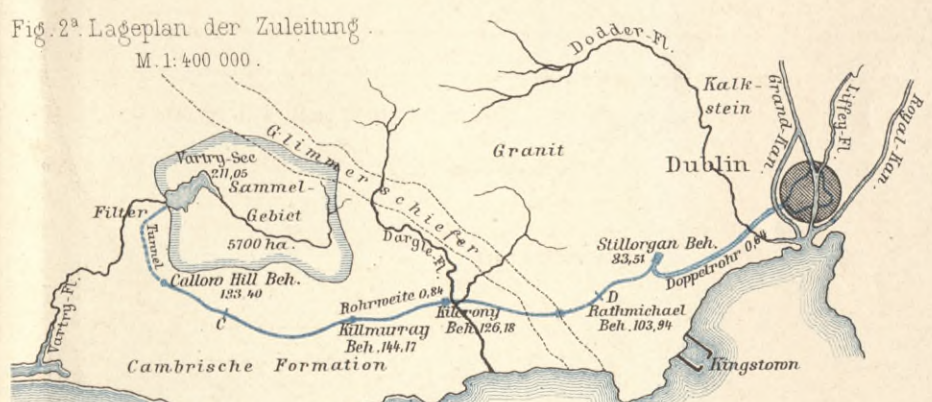 Fig. 2ª. Lageplan der Zuleitung.
M. 1: 400 000.
Dodder-Fl.
Kalk-
stein
Grand-Kan.
Liffey-Fl.
Royal-Kan.
Glimmerschiefer
Granit
Dublin
Vartry-See
211,05
Sammel-
Gebiet
5700 ha.
Filter
Tunnel
Dargle-Fl.
Stillorgan Beh.
83,51
Doppelrohr 0,84
Callow Hill Beh.
183,40
Rohrweite 0,84
Kilcrony
Beh. 126,18
D
Rathmichael
Beh. 103,94
Vartry-Fl.
C
Killmurray
Beh. 144,17
Cambrische Formation
Kingstown